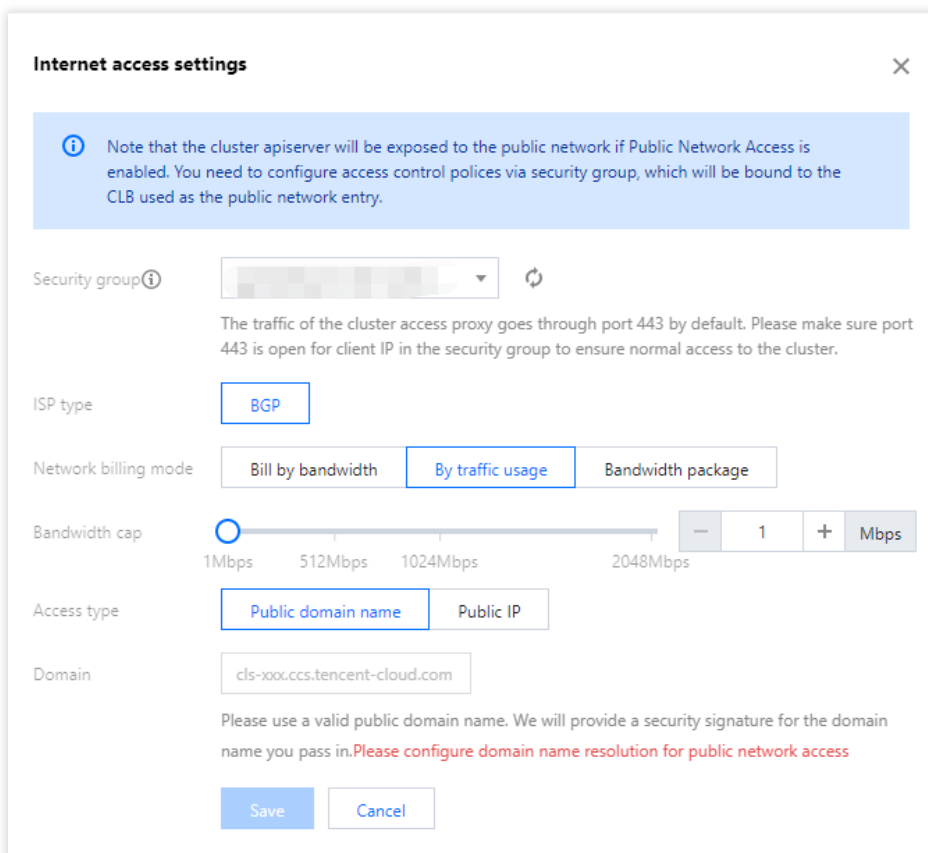 Internet access settings
Note that the cluster apiserver will be exposed to the public network if Public Network Access is
enabled. You need to configure access control polices via security group, which will be bound to the
CLB used as the public network entry.
Security group
The traffic of the cluster access proxy goes through port 443 by default. Please make sure port
443 is open for client IP in the security group to ensure normal access to the cluster.
ISP type BGP
Network billing mode Bill by bandwidth By traffic usage Bandwidth package
Bandwidth cap 1 Mbps
1Mbps 512Mbps 1024Mbps 2048Mbps
Access type Public domain name Public IP
Domain cls-xxx.ccs.tencent-cloud.com
Please use a valid public domain name. We will provide a security signature for the domain
name you pass in.Please configure domain name resolution for public network access
Save Cancel